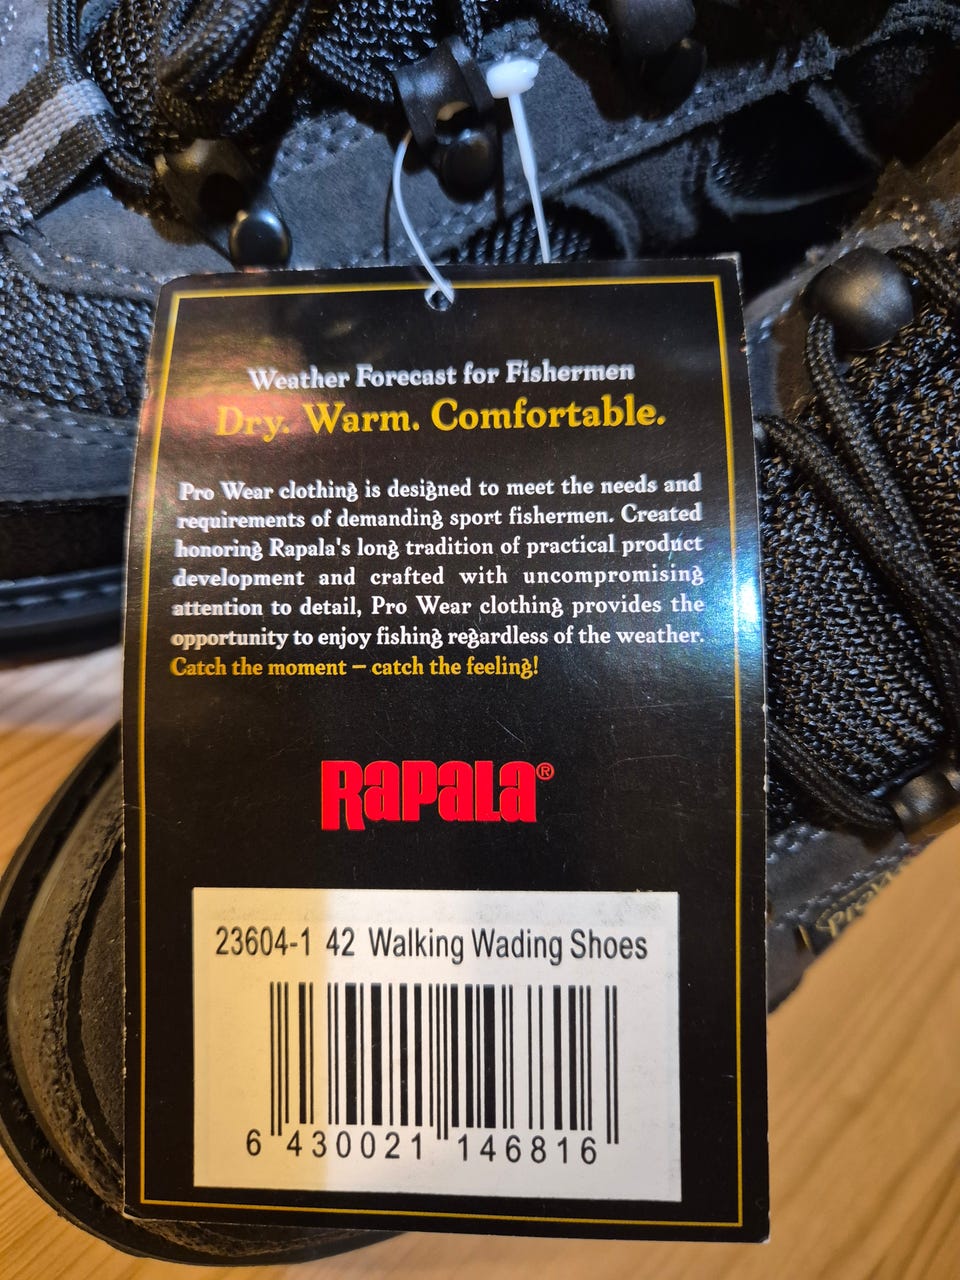 Weather Forecast for Fishermen
Dry. Warm. Comfortable.
Pro Wear clothing is designed to meet the needs and
requirements of demanding sport fishermen. Created
honoring Rapala's long tradition of practical product
development and crafted with uncompromising
attention to detail, Pro Wear clothing provides the
opportunity to enjoy fishing regardless of the weather.
Catch the moment – catch the feeling!
RAPALA®
23604-1 42 Walking Wading Shoes
6 430021 146816